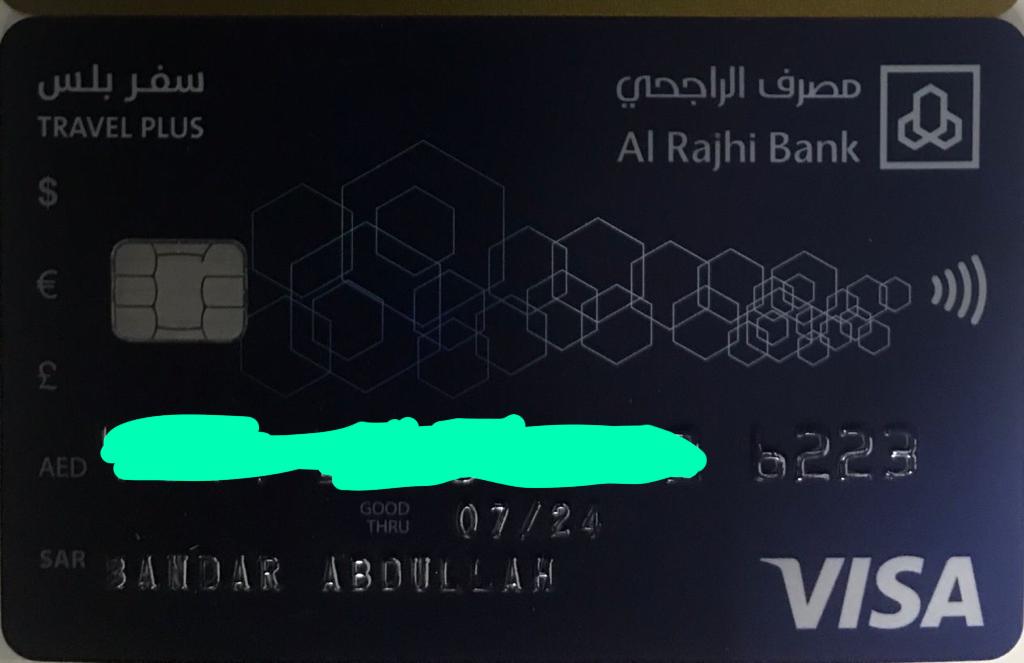 سفر بلس
TRAVEL PLUS
مصرف الراجحي
Al Rajhi Bank
$
€
£
AED
6223
GOOD
THRU
07/24
SAR
BANDAR ABDULLAH
VISA